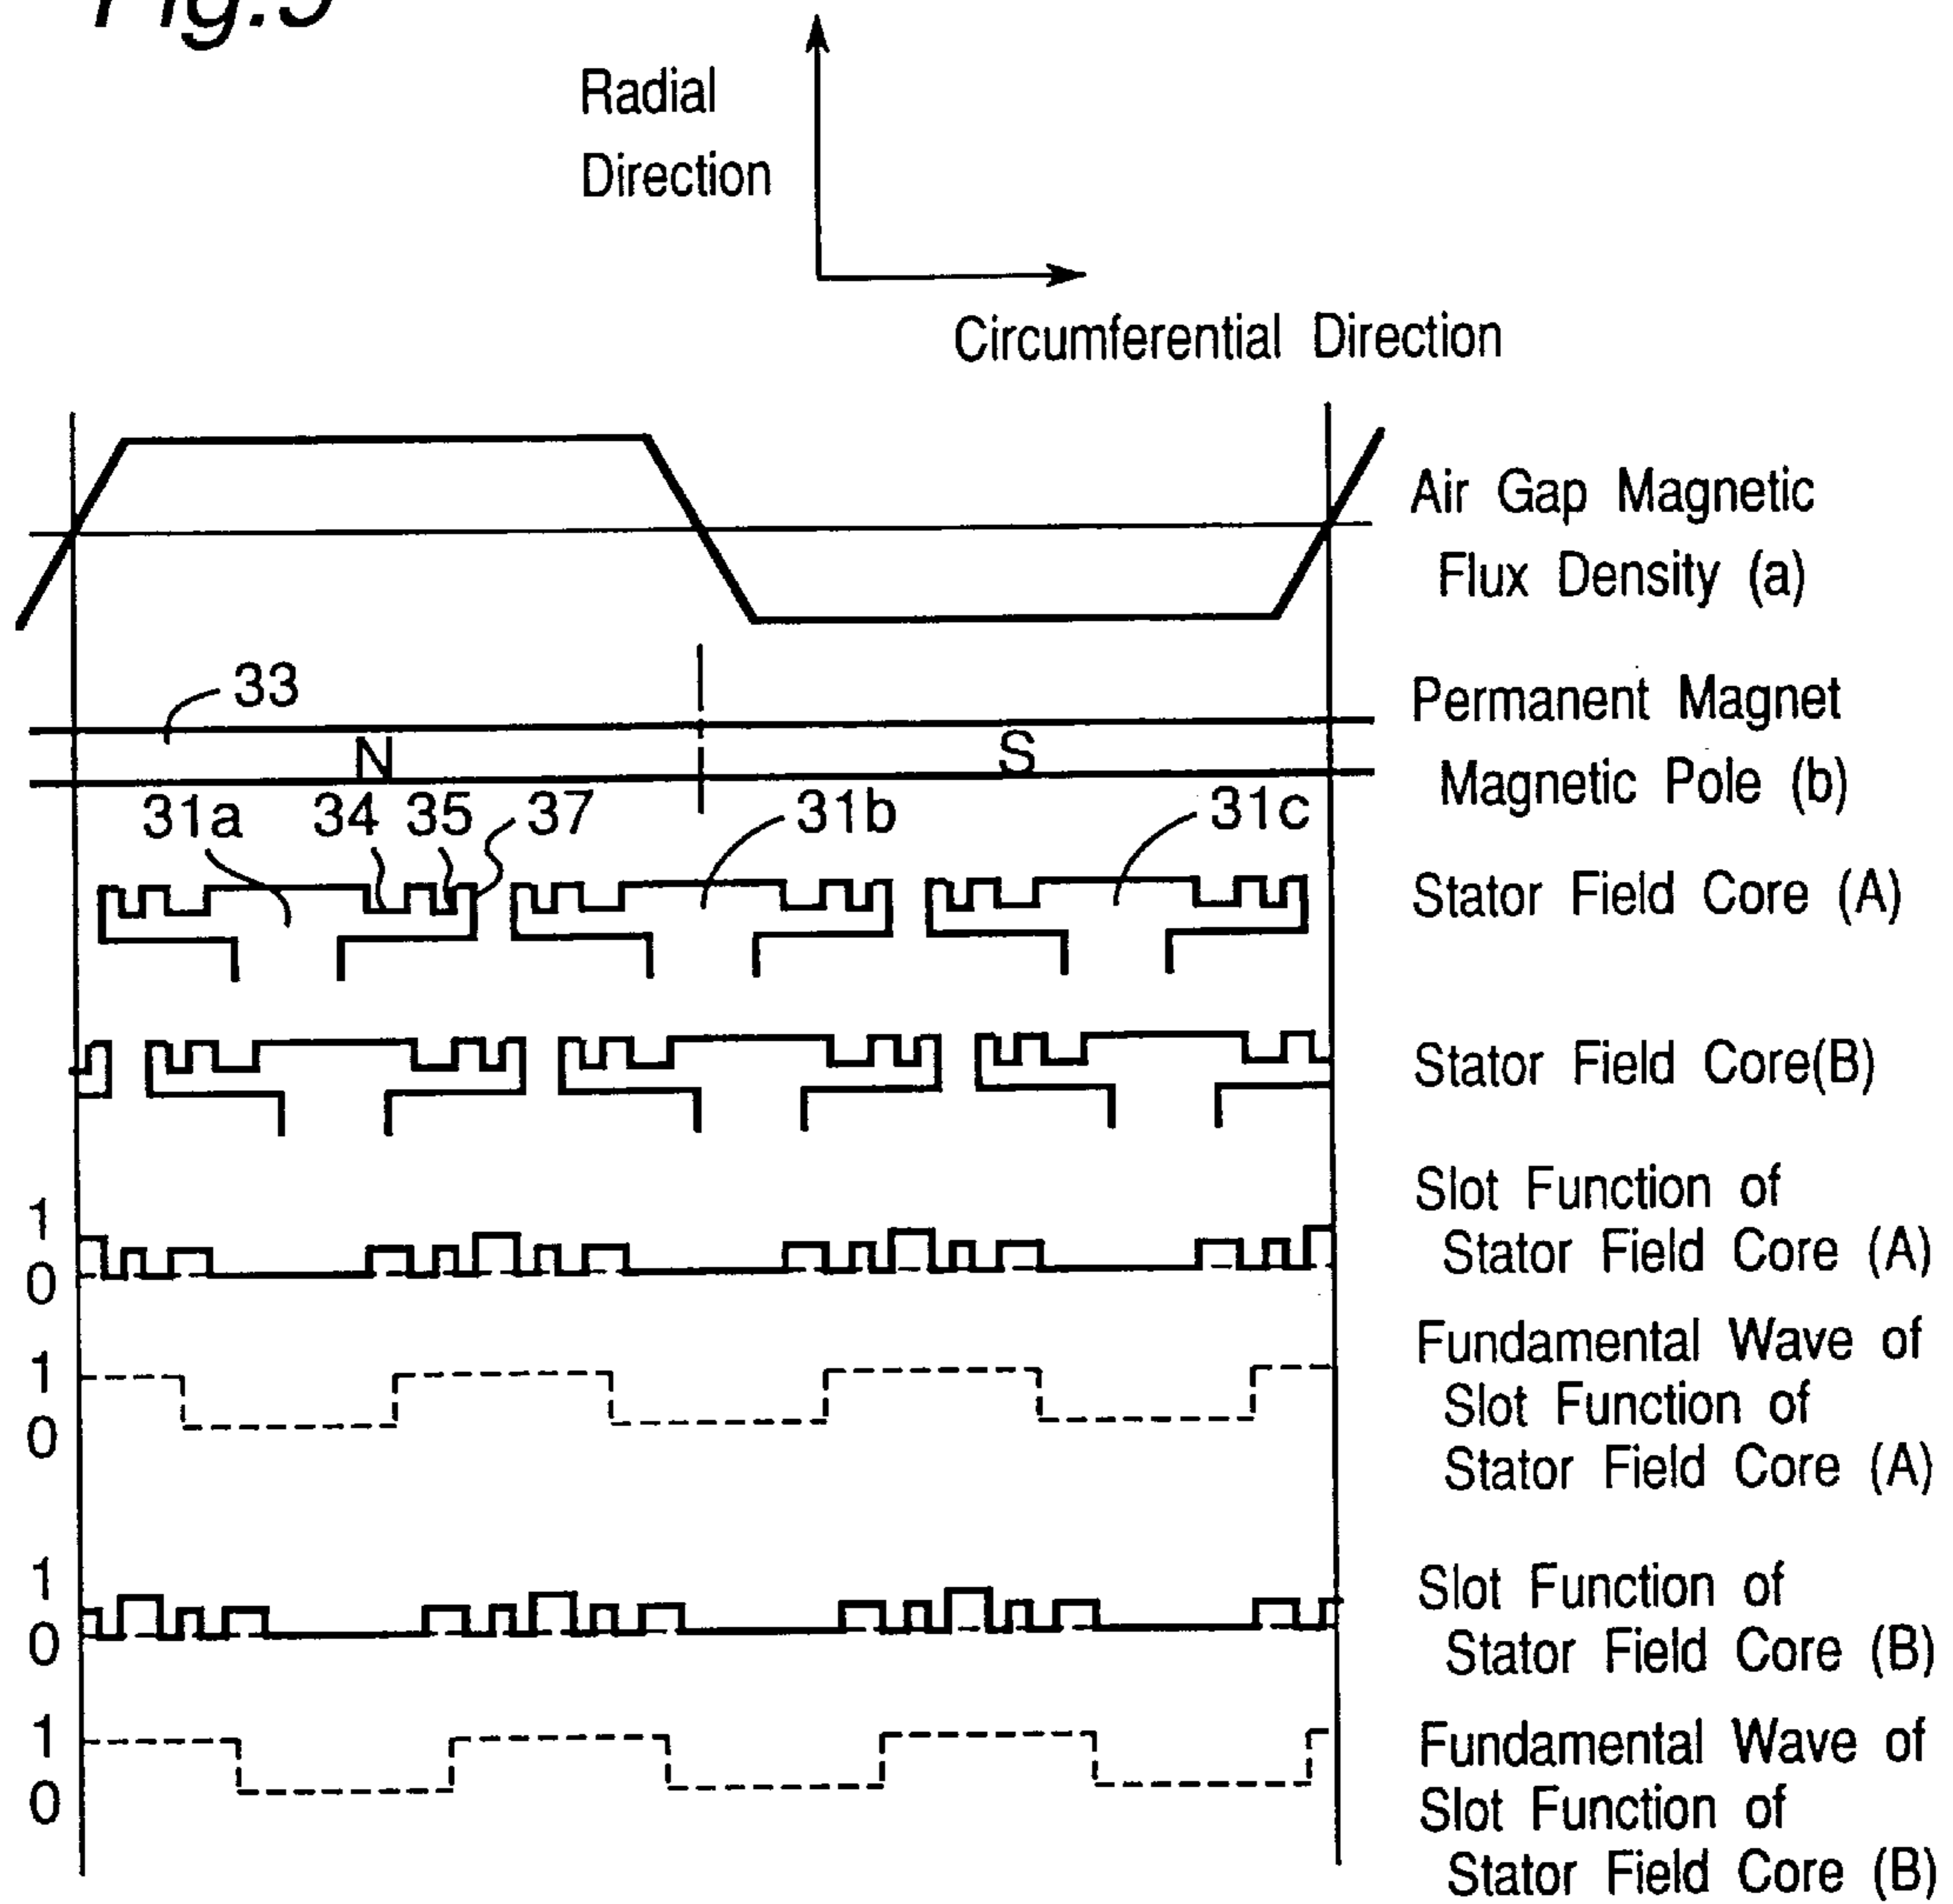 Fig.5
Radial
Direction
Circumferential Direction
Air Gap Magnetic
Flux Density (a)
33
Permanent Magnet
N
S
Magnetic Pole (b)
31a 34 35 37 31b 31c
Stator Field Core (A)
Stator Field Core(B)
Slot Function of
1
Stator Field Core (A)
0
Fundamental Wave of
1
Slot Function of
0
Stator Field Core (A)
1
Slot Function of
0
Stator Field Core (B)
1
Fundamental Wave of
0
Slot Function of
Stator Field Core (B)